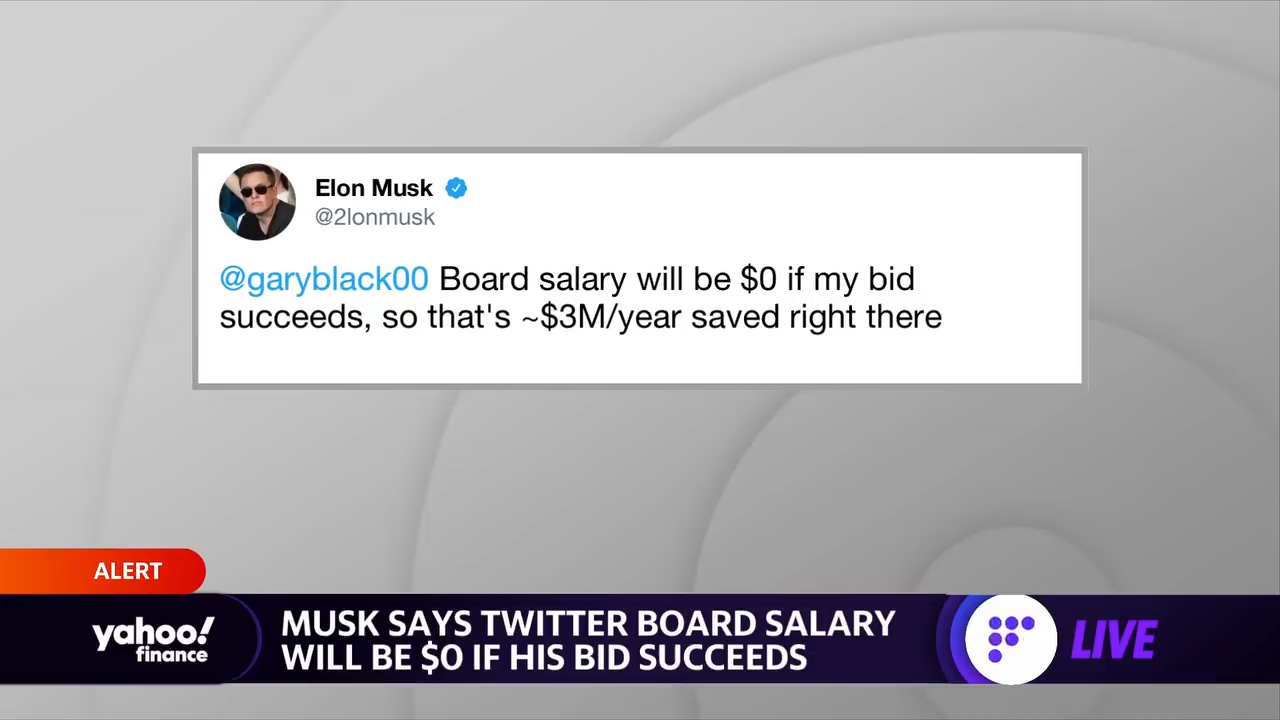 Elon Musk
@2lonmusk
@garyblack00 Board salary will be $0 if my bid
succeeds, so that's ~$3M/year saved right there
ALERT
yahoo!
finance
MUSK SAYS TWITTER BOARD SALARY
WILL BE $0 IF HIS BID SUCCEEDS
LIVE